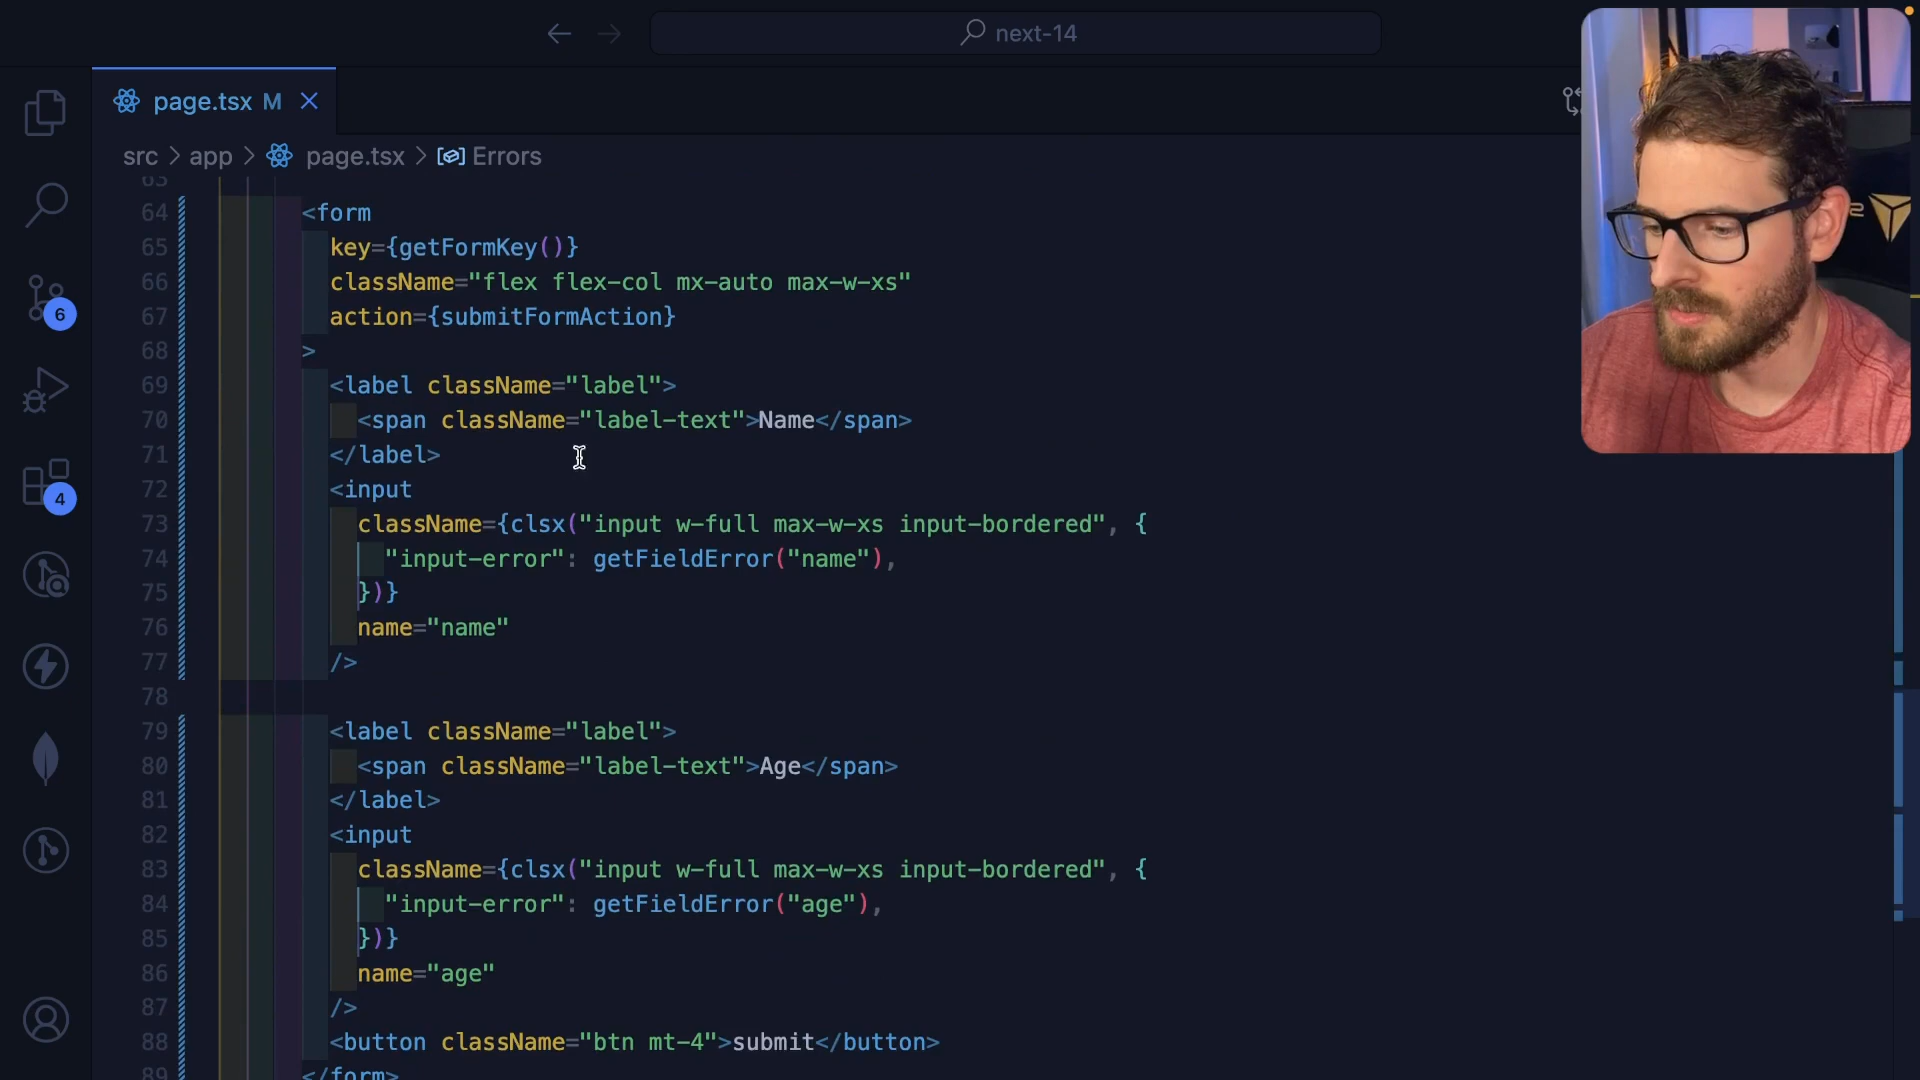 next-14
page.tsx M
src > app > page.tsx > Errors
63
64 <form
65 key={getFormKey()}
66 className="flex flex-col mx-auto max-w-xs"
67 action={submitFormAction}
68 >
69 <label className="label">
70 <span className="label-text">Name</span>
71 </label>
72 <input
73 className={clsx("input w-full max-w-xs input-bordered", {
74 "input-error": getFieldError("name"),
75 })}
76 name="name"
77 />
78
79 <label className="label">
80 <span className="label-text">Age</span>
81 </label>
82 <input
83 className={clsx("input w-full max-w-xs input-bordered", {
84 "input-error": getFieldError("age"),
85 })}
86 name="age"
87 />
88 <button className="btn mt-4">submit</button>
89 </form>
6
4